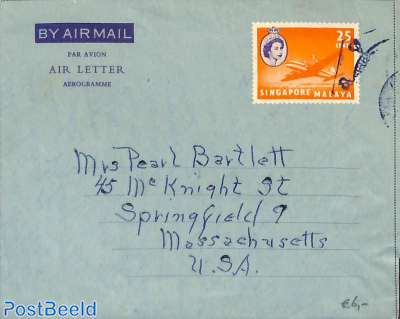 BY AIR MAIL
PAR AVION
AIR LETTER
AEROGRAMME
25
CENTS
SINGAPORE MALAYA
Mrs Pearl Bartlett
45 McKnight St
Springfield 9
Massachusetts
U.S.A.
€6,-
PostBeeld